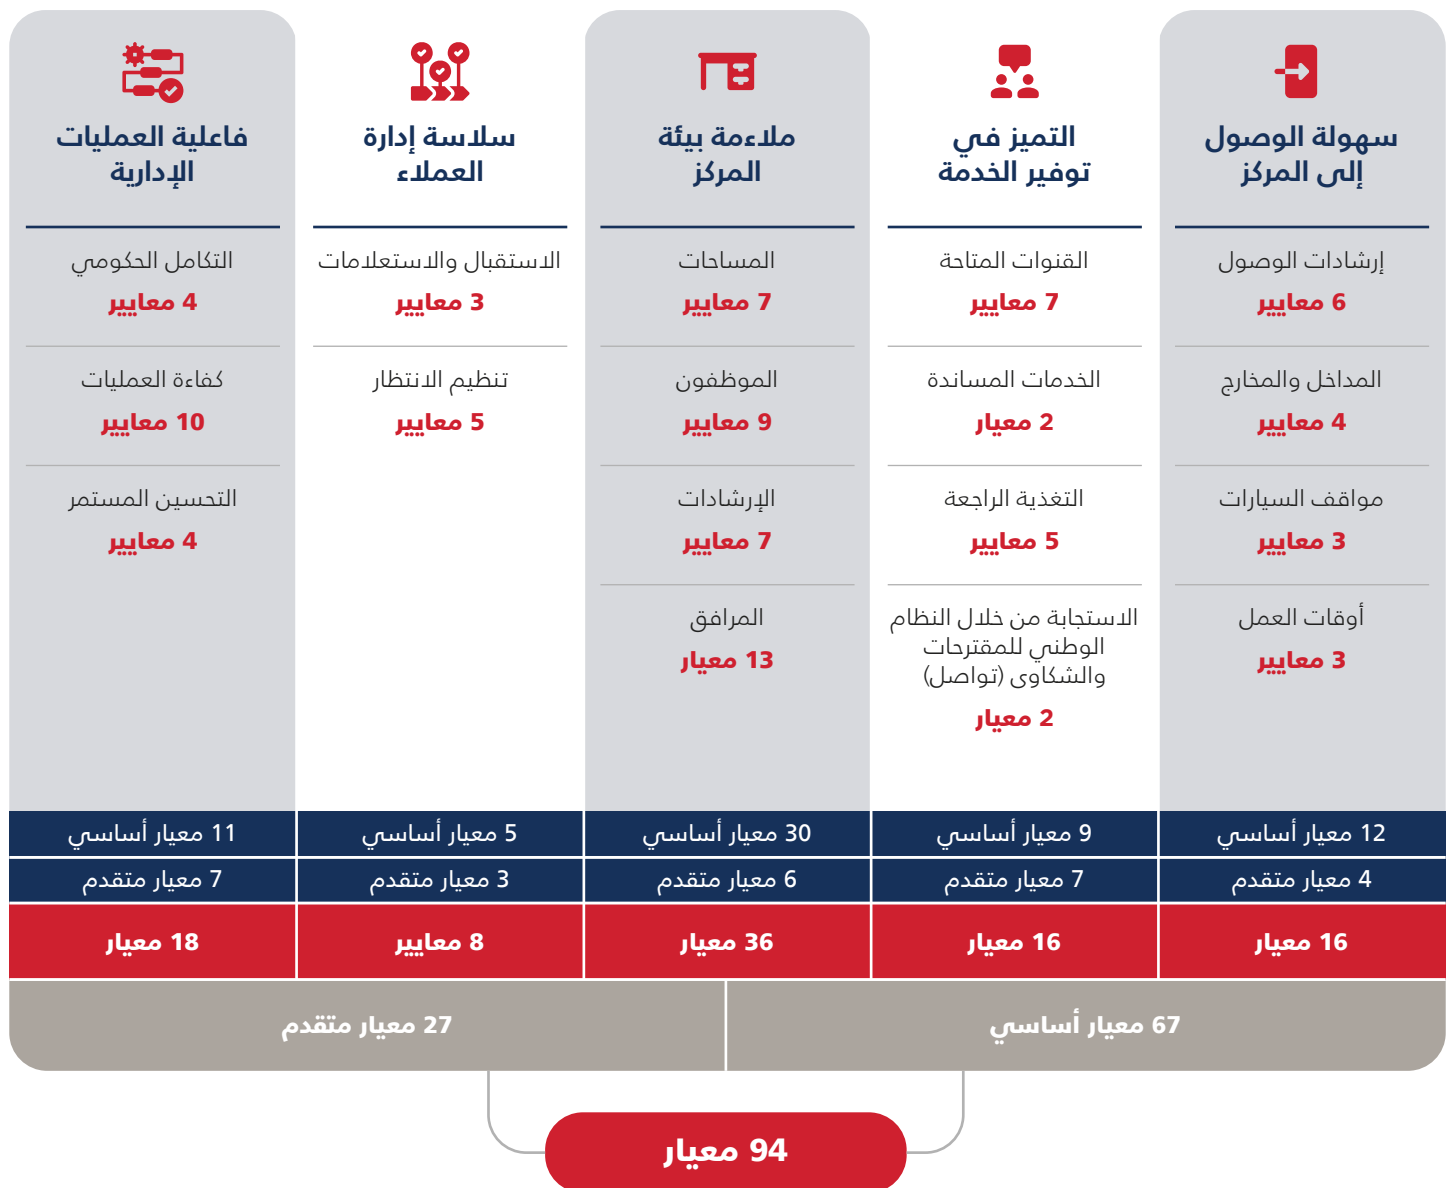 سهولة الوصول
إلى المركز
إرشادات الوصول
6 معايير
المداخل والمخارج
4 معايير
مواقف السيارات
3 معايير
أوقات العمل
3 معايير
التميز في
توفير الخدمة
القنوات المتاحة
7 معايير
الخدمات المساندة
2 معيار
التغذية الراجعة
5 معايير
الاستجابة من خلال النظام
الوطني للمقترحات
والشكاوى (تواصل)
2 معيار
ملاءمة بيئة
المركز
المساحات
7 معايير
الموظفون
9 معايير
الإرشادات
7 معايير
المرافق
13 معيار
سلاسة إدارة
العملاء
الاستقبال والاستعلامات
3 معايير
تنظيم الانتظار
5 معايير
فاعلية العمليات
الإدارية
التكامل الحكومي
4 معايير
كفاءة العمليات
10 معايير
التحسين المستمر
4 معايير
12 معيار أساسي
9 معيار أساسي
30 معيار أساسي
5 معيار أساسي
11 معيار أساسي
4 معيار متقدم
7 معيار متقدم
6 معيار متقدم
3 معيار متقدم
7 معيار متقدم
16 معيار
16 معيار
36 معيار
8 معايير
18 معيار
67 معيار أساسي
27 معيار متقدم
94 معيار